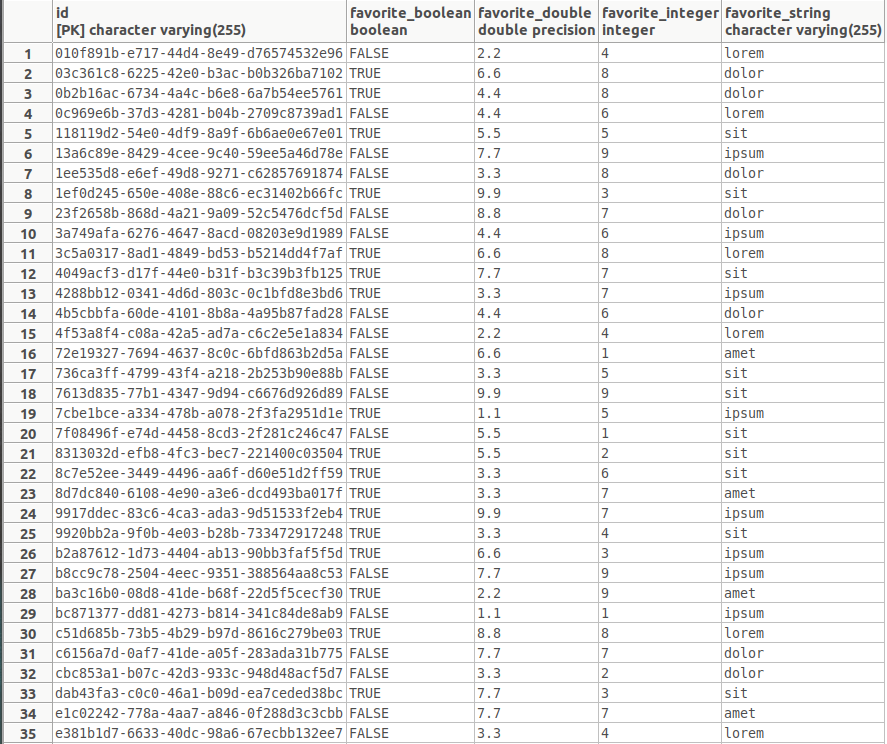 id favorite_boolean favorite_double favorite_integer favorite_string
[PK] character varying(255) boolean double precision integer character varying(255)
1 010f891b-e717-44d4-8e49-d76574532e96 FALSE 2.2 4 lorem
2 03c361c8-6225-42e0-b3ac-b0b326ba7102 TRUE 6.6 8 dolor
3 0b2b16ac-6734-4a4c-b6e8-6a7b54ee5761 TRUE 4.4 8 dolor
4 0c969e6b-37d3-4281-b04b-2709c8739ad1 FALSE 4.4 6 lorem
5 118119d2-54e0-4df9-8a9f-6b6ae0e67e01 TRUE 5.5 5 sit
6 13a6c89e-8429-4cee-9c40-59ee5a46d78e FALSE 7.7 9 ipsum
7 1ee535d8-e6ef-49d8-9271-c62857691874 FALSE 3.3 8 dolor
8 1ef0d245-650e-408e-88c6-ec31402b66fc TRUE 9.9 3 sit
9 23f2658b-868d-4a21-9a09-52c5476dcf5d FALSE 8.8 7 dolor
10 3a749afa-6276-4647-8acd-08203e9d1989 FALSE 4.4 6 ipsum
11 3c5a0317-8ad1-4849-bd53-b5214dd4f7af TRUE 6.6 8 lorem
12 4049acf3-d17f-44e0-b31f-b3c39b3fb125 TRUE 7.7 7 sit
13 4288bb12-0341-4d6d-803c-0c1bfd8e3bd6 TRUE 3.3 7 ipsum
14 4b5cbbfa-60de-4101-8b8a-4a95b87fad28 FALSE 4.4 6 dolor
15 4f53a8f4-c08a-42a5-ad7a-c6c2e5e1a834 FALSE 2.2 4 lorem
16 72e19327-7694-4637-8c0c-6bfd863b2d5a FALSE 6.6 1 amet
17 736ca3ff-4799-43f4-a218-2b253b90e88b FALSE 3.3 5 sit
18 7613d835-77b1-4347-9d94-c6676d926d89 FALSE 9.9 9 sit
19 7cbe1bce-a334-478b-a078-2f3fa2951d1e TRUE 1.1 5 ipsum
20 7f08496f-e74d-4458-8cd3-2f281c246c47 FALSE 5.5 1 sit
21 8313032d-efb8-4fc3-bec7-221400c03504 TRUE 5.5 2 sit
22 8c7e52ee-3449-4496-aa6f-d60e51d2ff59 TRUE 3.3 6 sit
23 8d7dc840-6108-4e90-a3e6-dcd493ba017f TRUE 3.3 7 amet
24 9917ddec-83c6-4ca3-ada3-9d51533f2eb4 TRUE 9.9 7 ipsum
25 9920bb2a-9f0b-4e03-b28b-733472917248 TRUE 3.3 4 sit
26 b2a87612-1d73-4404-ab13-90bb3faf5f5d TRUE 6.6 3 ipsum
27 b8cc9c78-2504-4eec-9351-388564aa8c53 FALSE 7.7 9 ipsum
28 ba3c16b0-08d8-41de-b68f-22d5f5cecf30 TRUE 2.2 9 amet
29 bc871377-dd81-4273-b814-341c84de8ab9 FALSE 1.1 1 ipsum
30 c51d685b-73b5-4b29-b97d-8616c279be03 TRUE 8.8 8 lorem
31 c6156a7d-0af7-41de-a05f-283ada31b775 FALSE 7.7 7 dolor
32 cbc853a1-b07c-42d3-933c-948d48acf5d7 FALSE 3.3 2 dolor
33 dab43fa3-c0c0-46a1-b09d-ea7ceded38bc TRUE 7.7 3 sit
34 e1c02242-778a-4aa7-a846-0f288d3c3cbb FALSE 7.7 7 amet
35 e381b1d7-6633-40dc-98a6-67ecbb132ee7 FALSE 3.3 4 lorem